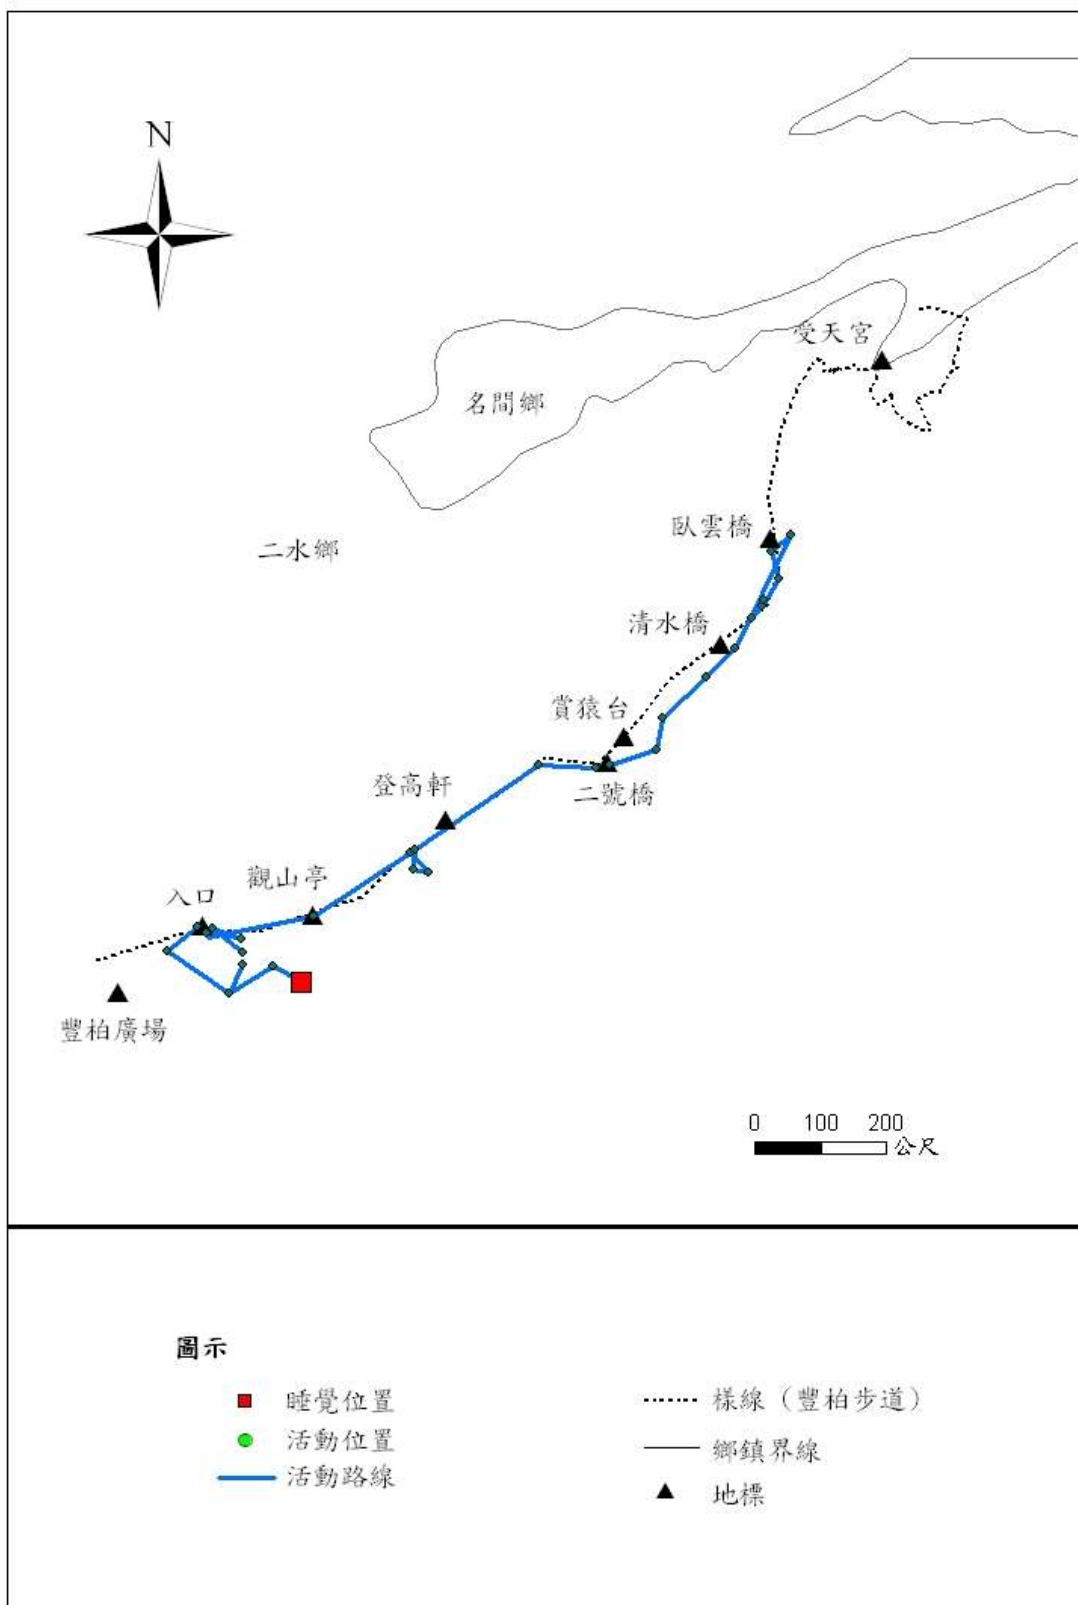 N
受天宮
名間鄉
臥雲橋
二水鄉
清水橋
賞猿台
登高軒
二號橋
觀山亭
入口
豐柏廣場
0 100 200
公尺
圖示
睡覺位置
活動位置
活動路線
樣線（豐柏步道）
鄉鎮界線
地標